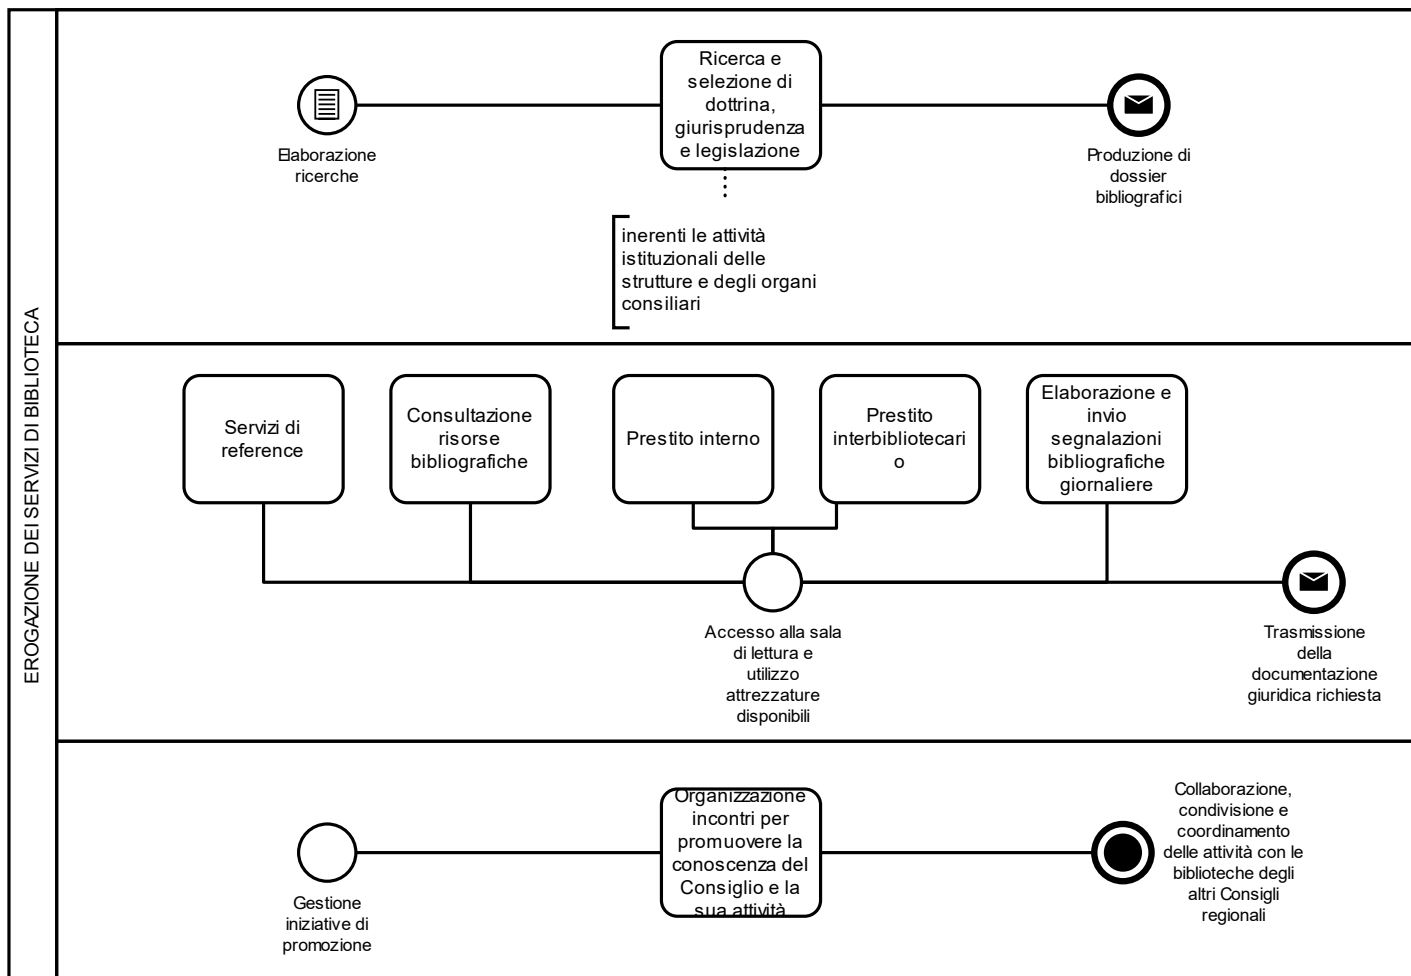 EROGAZIONE DEI SERVIZI DI BIBLIOTECA
Elaborazione
ricerche
Ricerca e
selezione di
dottrina,
giurisprudenza
e legislazione
Produzione di
dossier
bibliografici
inerenti le attività
istituzionali delle
strutture e degli organi
consiliari
Servizi di
reference
Consultazione
risorse
bibliografiche
Prestito interno
Prestito
interbibliotecari
o
Elaborazione e
invio
segnalazioni
bibliografiche
giornaliere
Accesso alla sala
di lettura e
utilizzo
attrezzature
disponibili
Trasmissione
della
documentazione
giuridica richiesta
Gestione
iniziative di
promozione
Organizzazione
incontri per
promuovere la
conoscenza del
Consiglio e la
sua attività
Collaborazione,
condivisione e
coordinamento
delle attività con le
biblioteche degli
altri Consigli
regionali